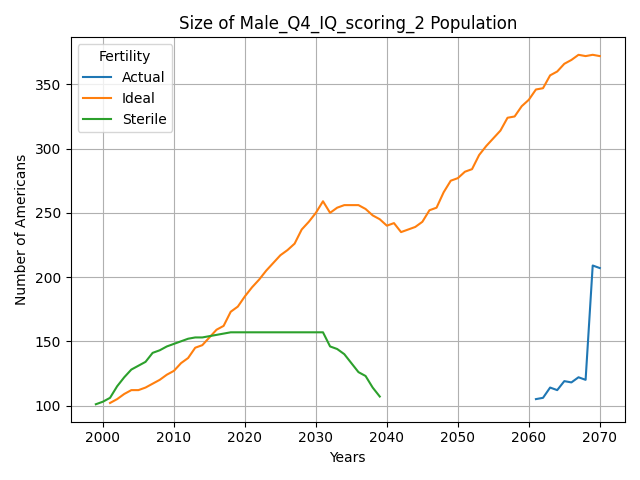 Size of Male_Q4_IQ_scoring_2 Population
Fertility
Actual
Ideal
Sterile
Number of Americans
350
300
250
200
150
100
2000 2010 2020 2030 2040 2050 2060 2070
Years